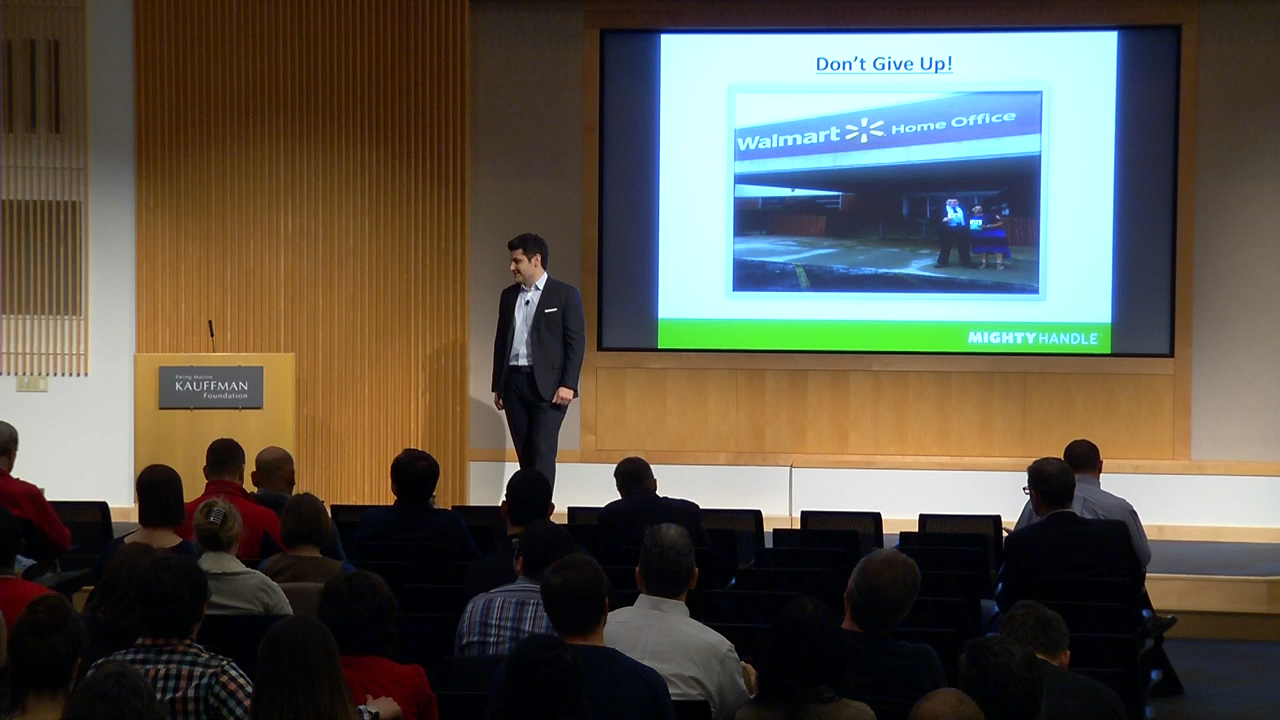 Don't Give Up!
Walmart Home Office
MIGHTYHANDLE
Ewing Marion
KAUFFMAN
Foundation